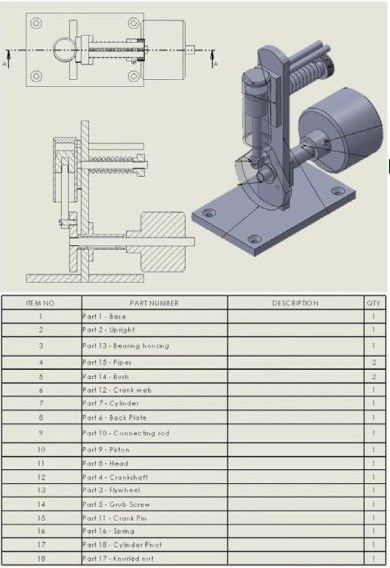 A A
ITEM NO. PART NUMBER DESCRIPTION QTY
1 Part 1 - Base 1
2 Part 2 - Upright 1
3 Part 13 - Bearing housing 1
4 Part 15 - Pipes 2
5 Part 14 - Bush 2
6 Part 12 - Crank web 1
7 Part 7 - Cylinder 1
8 Part 6 - Back Plate 1
9 Part 10 - Connecting rod 1
10 Part 9 - Piston 1
11 Part 8 - Head 1
12 Part 4 - Crankshaft 1
13 Part 3 - Flywheel 1
14 Part 5 - Grub Screw 1
15 Part 11 - Crank Pin 1
16 Part 16 - Spring 1
17 Part 18 - Cylinder Pivot 1
18 Part 17 - Knurled nut 1